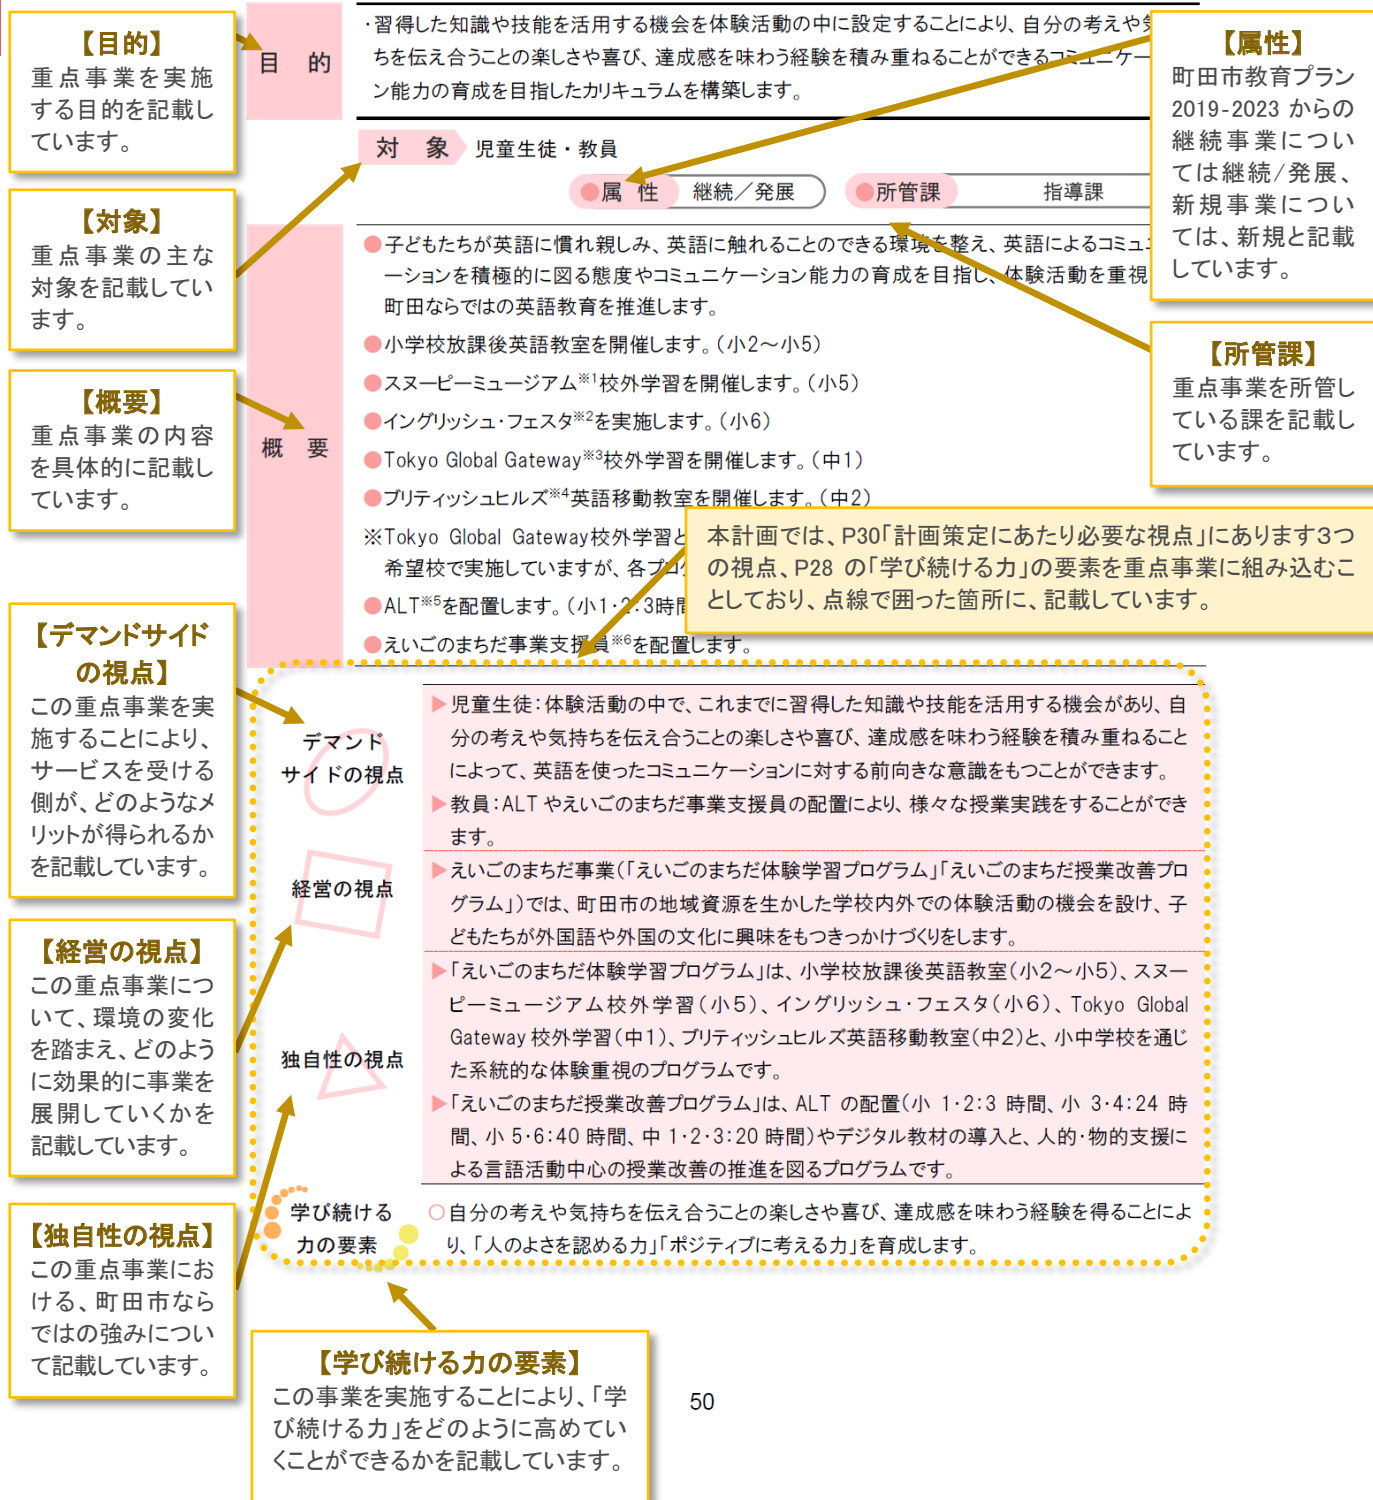 【目的】
重点事業を実施
する目的を記載し
ています。
目 的
・習得した知識や技能を活用する機会を体験活動の中に設定することにより、自分の考えや気
ちを伝え合うことの楽しさや喜び、達成感を味わう経験を積み重ねることができるコミュニケー
ン能力の育成を目指したカリキュラムを構築します。
【属性】
町田市教育プラン
2019-2023 からの
継続事業につい
ては継続/発展、
新規事業につい
ては、新規と記載
しています。
対 象 児童生徒・教員
●属 性 継続／発展 ●所管課 指導課
【対象】
重点事業の主な
対象を記載してい
ます。
【概要】
重点事業の内容
を具体的に記載し
ています。
概 要
●子どもたちが英語に慣れ親しみ、英語に触れることのできる環境を整え、英語によるコミュニ
ーションを積極的に図る態度やコミュニケーション能力の育成を目指し、体験活動を重視
町田ならではの英語教育を推進します。
●小学校放課後英語教室を開催します。（小2～小5）
●スヌーピーミュージアム※1校外学習を開催します。（小5）
●イングリッシュ・フェスタ※2を実施します。（小6）
●Tokyo Global Gateway※3校外学習を開催します。（中1）
●ブリティッシュヒルズ※4英語移動教室を開催します。（中2）
※Tokyo Global Gateway校外学習と
希望校で実施していますが、各プログ
●ALT※5を配置します。（小1・2:3時間
●えいごのまちだ事業支援員※6を配置します。
【所管課】
重点事業を所管し
ている課を記載し
ています。
本計画では、P30「計画策定にあたり必要な視点」にあります３つ
の視点、P28 の「学び続ける力」の要素を重点事業に組み込むこ
としており、点線で囲った箇所に、記載しています。
【デマンドサイド
の視点】
この重点事業を実
施することにより、
サービスを受ける
側が、どのようなメ
リットが得られるか
を記載しています。
デマンド
サイドの視点
▶児童生徒：体験活動の中で、これまでに習得した知識や技能を活用する機会があり、自
分の考えや気持ちを伝え合うことの楽しさや喜び、達成感を味わう経験を積み重ねること
によって、英語を使ったコミュニケーションに対する前向きな意識をもつことができます。
▶教員：ALT やえいごのまちだ事業支援員の配置により、様々な授業実践をすることができ
ます。
経営の視点
▶えいごのまちだ事業（「えいごのまちだ体験学習プログラム」「えいごのまちだ授業改善プロ
グラム」）では、町田市の地域資源を生かした学校内外での体験活動の機会を設け、子
どもたちが外国語や外国の文化に興味をもつきっかけづくりをします。
【経営の視点】
この重点事業につ
いて、環境の変化
を踏まえ、どのよう
に効果的に事業を
展開していくかを
記載しています。
独自性の視点
▶「えいごのまちだ体験学習プログラム」は、小学校放課後英語教室（小2～小5）、スヌー
ピーミュージアム校外学習（小5）、イングリッシュ・フェスタ（小6）、Tokyo Global
Gateway 校外学習（中1）、ブリティッシュヒルズ英語移動教室（中2）と、小中学校を通じ
た系統的な体験重視のプログラムです。
▶「えいごのまちだ授業改善プログラム」は、ALT の配置（小 1・2:3 時間、小 3・4:24 時
間、小 5・6:40 時間、中 1・2・3:20 時間）やデジタル教材の導入と、人的・物的支援に
よる言語活動中心の授業改善の推進を図るプログラムです。
【独自性の視点】
この重点事業にお
ける、町田市なら
ではの強みについ
て記載しています。
学び続ける
力の要素
○自分の考えや気持ちを伝え合うことの楽しさや喜び、達成感を味わう経験を得ることによ
り、「人のよさを認める力」「ポジティブに考える力」を育成します。
【学び続ける力の要素】
この事業を実施することにより、「学
び続ける力」をどのように高めてい
くことができるかを記載しています。
50